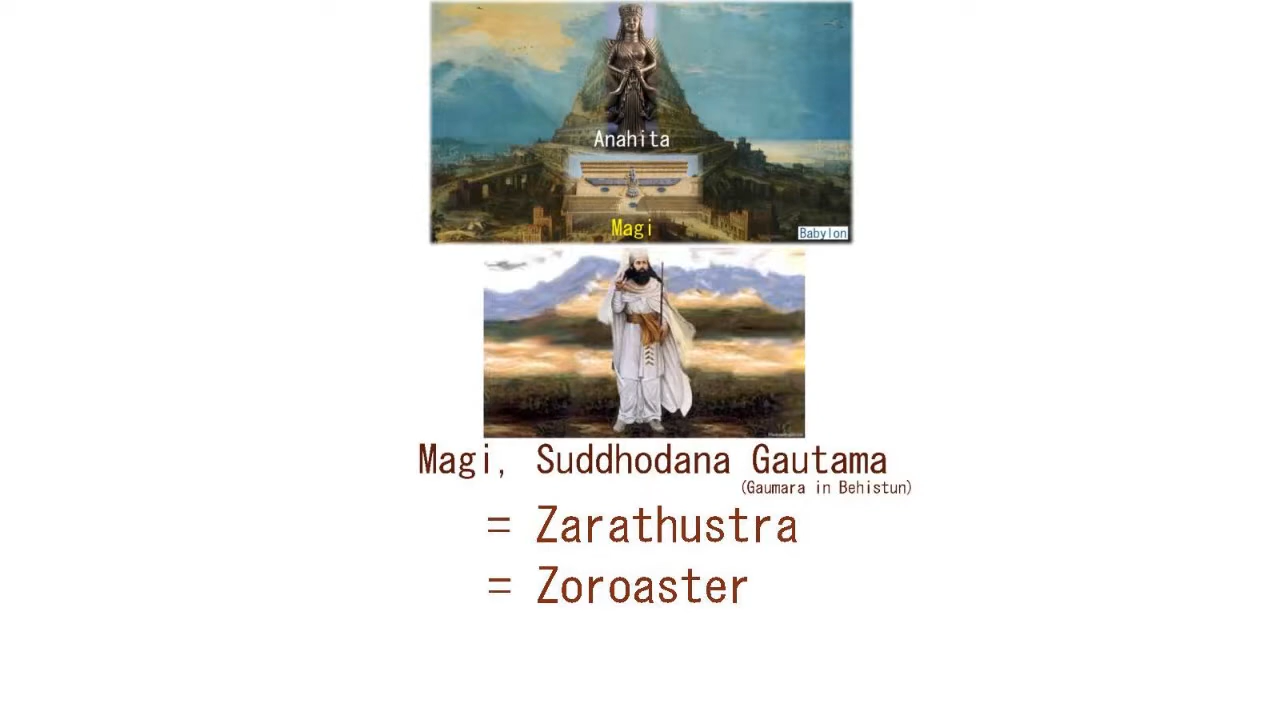 Anahita
Magi
Babylon
Magi, Suddhodana Gautama
(Gaumara in Behistun)
= Zarathustra
= Zoroaster